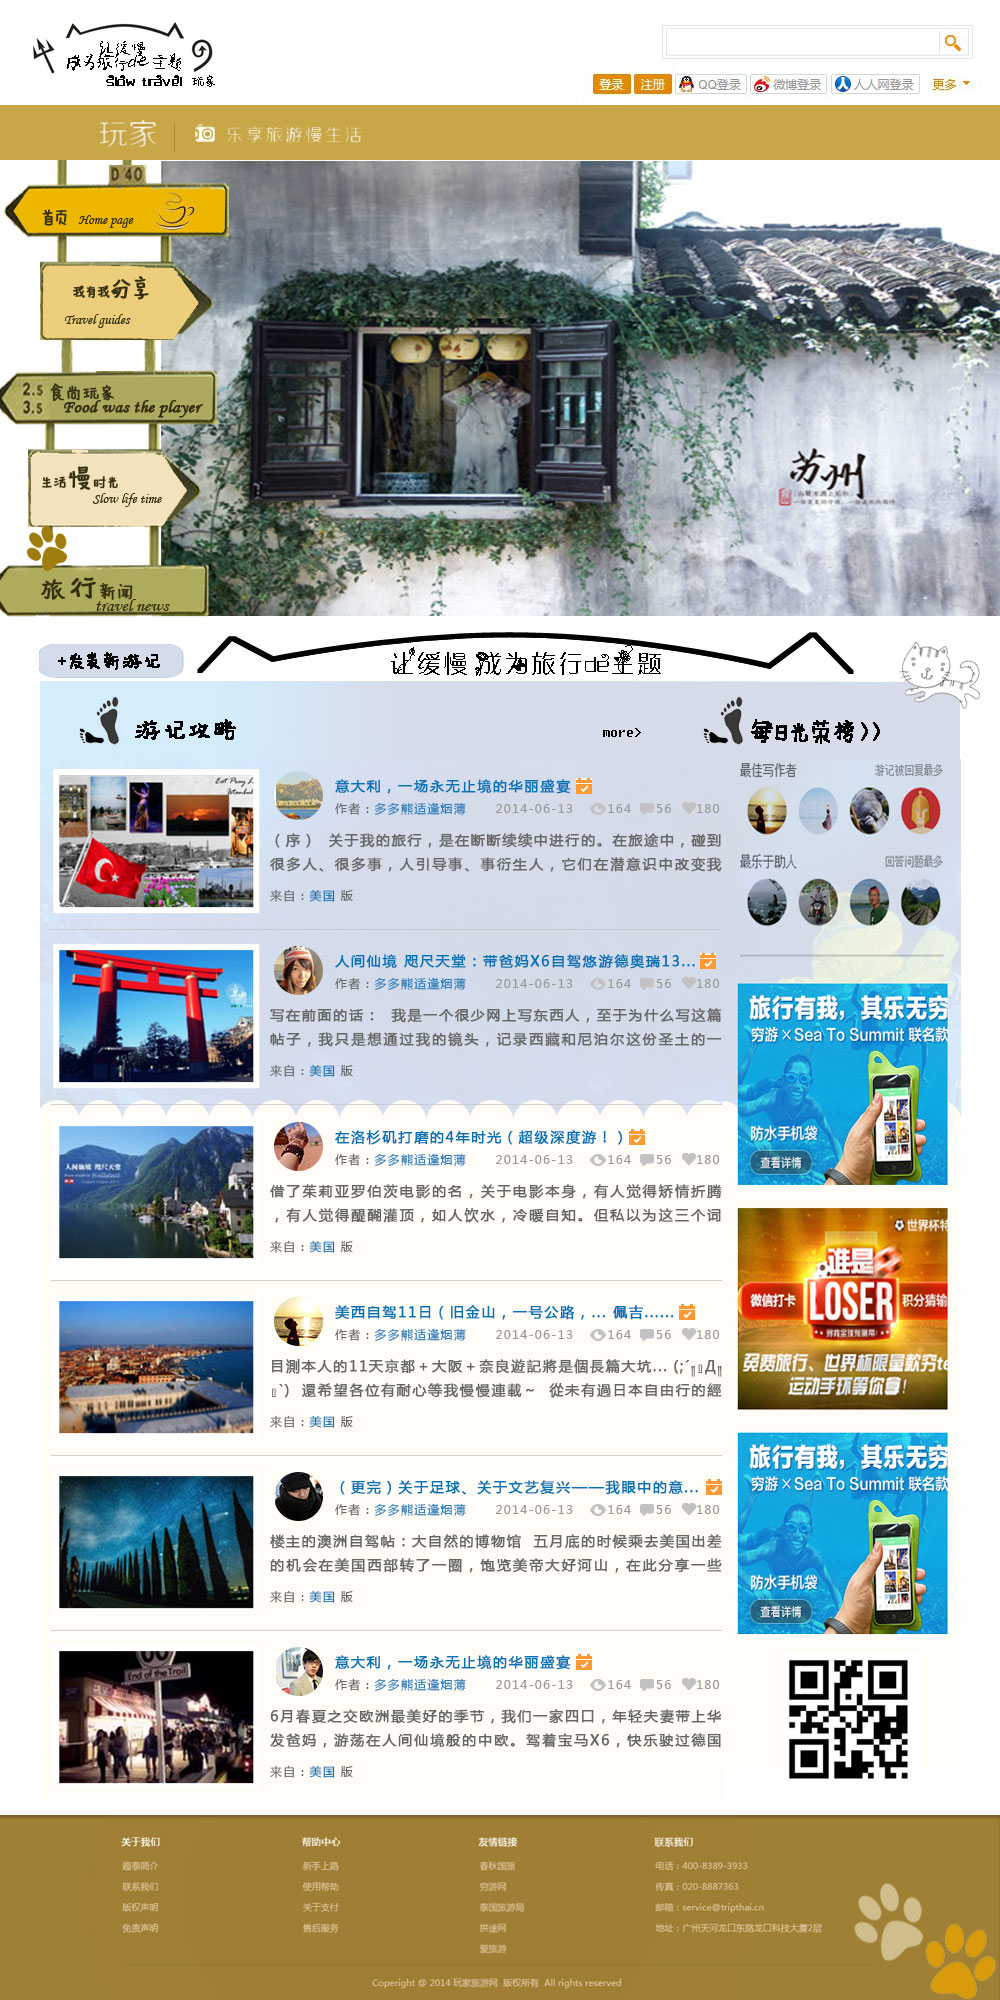 让缓慢
成为旅行de主题
Slow travel 玩家
登录 注册 QQ登录 微博登录 人人网登录 更多
玩家 乐享旅游慢生活
D 40
首页 Home page
我有我分享
Travel guides
2.5 食尚玩家
3.5 Food was the player
生活慢时光
Slow life time
旅行新闻
travel news
苏州
+发表新游记
让缓慢 成为旅行de主题
游记攻略 more>
每日光荣榜》
最佳写作者 游记被回复最多
最乐于助人 回答问题最多
意大利，一场永无止境的华丽盛宴
作者：多多熊适逢烟薄 2014-06-13 164 56 180
（序） 关于我的旅行，是在断断续续中进行的。在旅途中，碰到
很多人、很多事，人引导事、事衍生人，它们在潜意识中改变我
来自：美国 版
人间仙境 咫尺天堂：带爸妈X6自驾悠游德奥瑞13...
作者：多多熊适逢烟薄 2014-06-13 164 56 180
写在前面的话： 我是一个很少网上写东西人，至于为什么写这篇
帖子，我只是想通过我的镜头，记录西藏和尼泊尔这份圣土的一
来自：美国 版
人间仙境 咫尺天堂
在洛杉矶打磨的4年时光（超级深度游！）
作者：多多熊适逢烟薄 2014-06-13 164 56 180
借了茱莉亚罗伯茨电影的名，关于电影本身，有人觉得矫情折腾
，有人觉得醍醐灌顶，如人饮水，冷暖自知。但私以为这三个词
来自：美国 版
美西自驾11日（旧金山，一号公路，... 佩吉......
作者：多多熊适逢烟薄 2014-06-13 164 56 180
目测本人的11天京都＋大阪＋奈良遊記將是個長篇大坑...
還希望各位有耐心等我慢慢連載～ 從未有過日本自由行的經
来自：美国 版
（更完）关于足球、关于文艺复兴——我眼中的意...
作者：多多熊适逢烟薄 2014-06-13 164 56 180
楼主的澳洲自驾帖：大自然的博物馆 五月底的时候乘去美国出差
的机会在美国西部转了一圈，饱览美帝大好河山，在此分享一些
来自：美国 版
End of the Trail
意大利，一场永无止境的华丽盛宴
作者：多多熊适逢烟薄 2014-06-13 164 56 180
6月春夏之交欧洲最美好的季节，我们一家四口，年轻夫妻带上华
发爸妈，游荡在人间仙境般的中欧。驾着宝马X6，快乐驶过德国
来自：美国 版
旅行有我，其乐无穷
穷游×Sea To Summit 联名款
防水手机袋
查看详情
世界杯特
谁是
微信打卡 LOSER 积分猜输
免费旅行、世界杯限量款穷te
运动手环等你拿！
旅行有我，其乐无穷
穷游×Sea To Summit 联名款
防水手机袋
查看详情
关于我们 帮助中心 友情链接 联系我们
趣泰简介 新手上路 春秋国旅 电话：400-8389-3933
联系我们 使用帮助 穷游网 传真：020-8887363
版权声明 关于支付 泰国旅游局 邮箱：service@tripthai.cn
免责声明 售后服务 拼途网 地址：广州天河龙口东路龙口科技大厦2层
爱旅游
Copyeright @ 2014 玩家旅游网 版权所有 All rights reserved